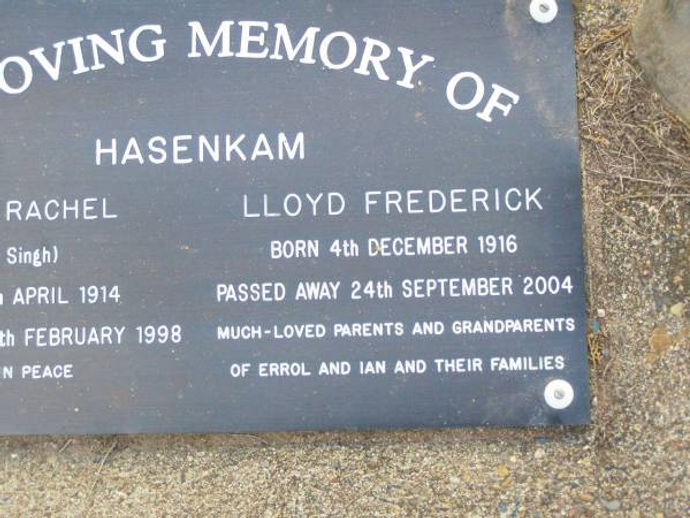 OVING MEMORY OF
HASENKAM
RACHEL
Singh)
APRIL 1914
th FEBRUARY 1998
N PEACE
LLOYD FREDERICK
BORN 4th DECEMBER 1916
PASSED AWAY 24th SEPTEMBER 2004
MUCH-LOVED PARENTS AND GRANDPARENTS
OF ERROL AND IAN AND THEIR FAMILIES